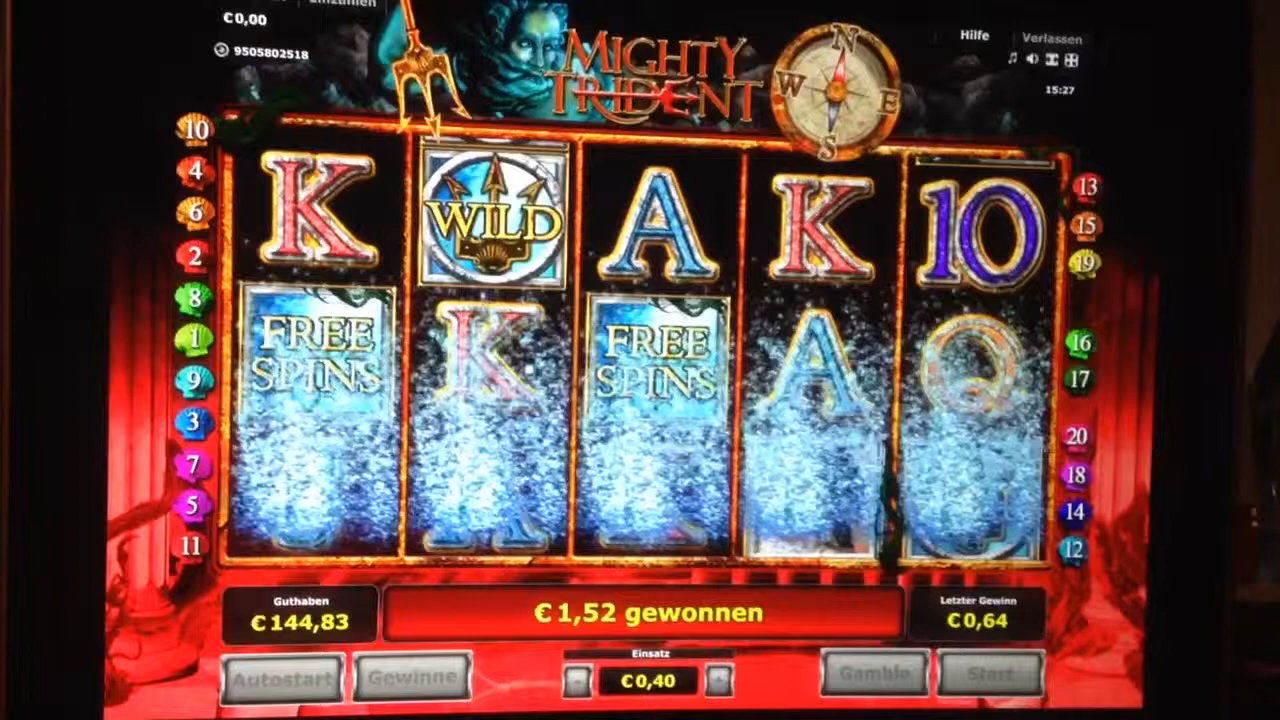 Einzahlen
€ 0,00
9505802518
MIGHTY
TRIDENT
N
W
E
S
Hilfe
Verlassen
15:27
10
4
6
2
8
1
9
3
7
5
11
K
WILD
A
K
10
FREE
SPINS
K
FREE
SPINS
A
Q
13
15
19
16
17
20
18
14
12
Guthaben
€ 144,83
€ 1,52 gewonnen
Letzter Gewinn
€ 0,64
Autostart
Gewinne
Einsatz
-
€ 0,40
Gamble
Start